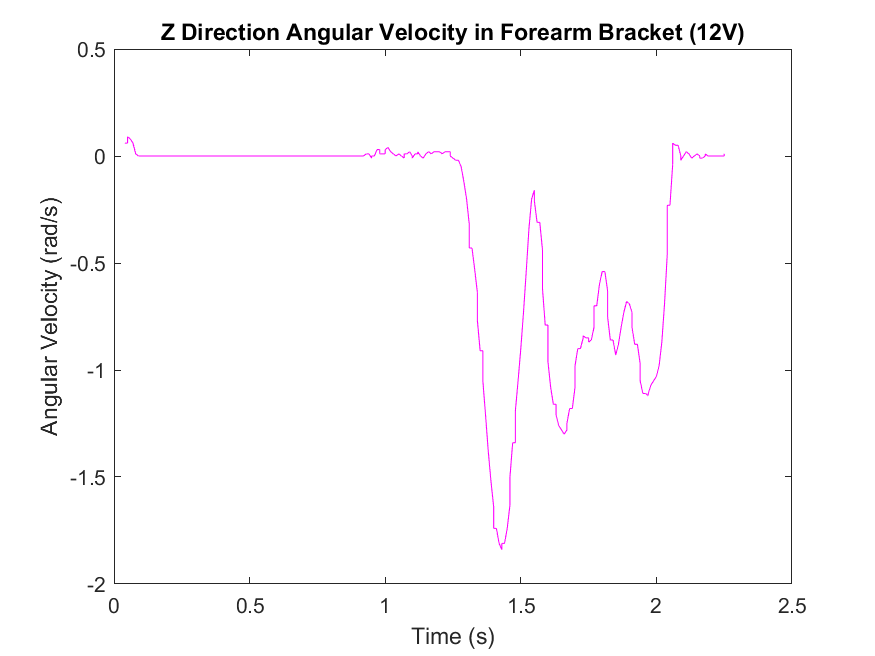 Z Direction Angular Velocity in Forearm Bracket (12V)
0.5
0
-0.5
-1
-1.5
-2
Angular Velocity (rad/s)
0 0.5 1 1.5 2 2.5
Time (s)